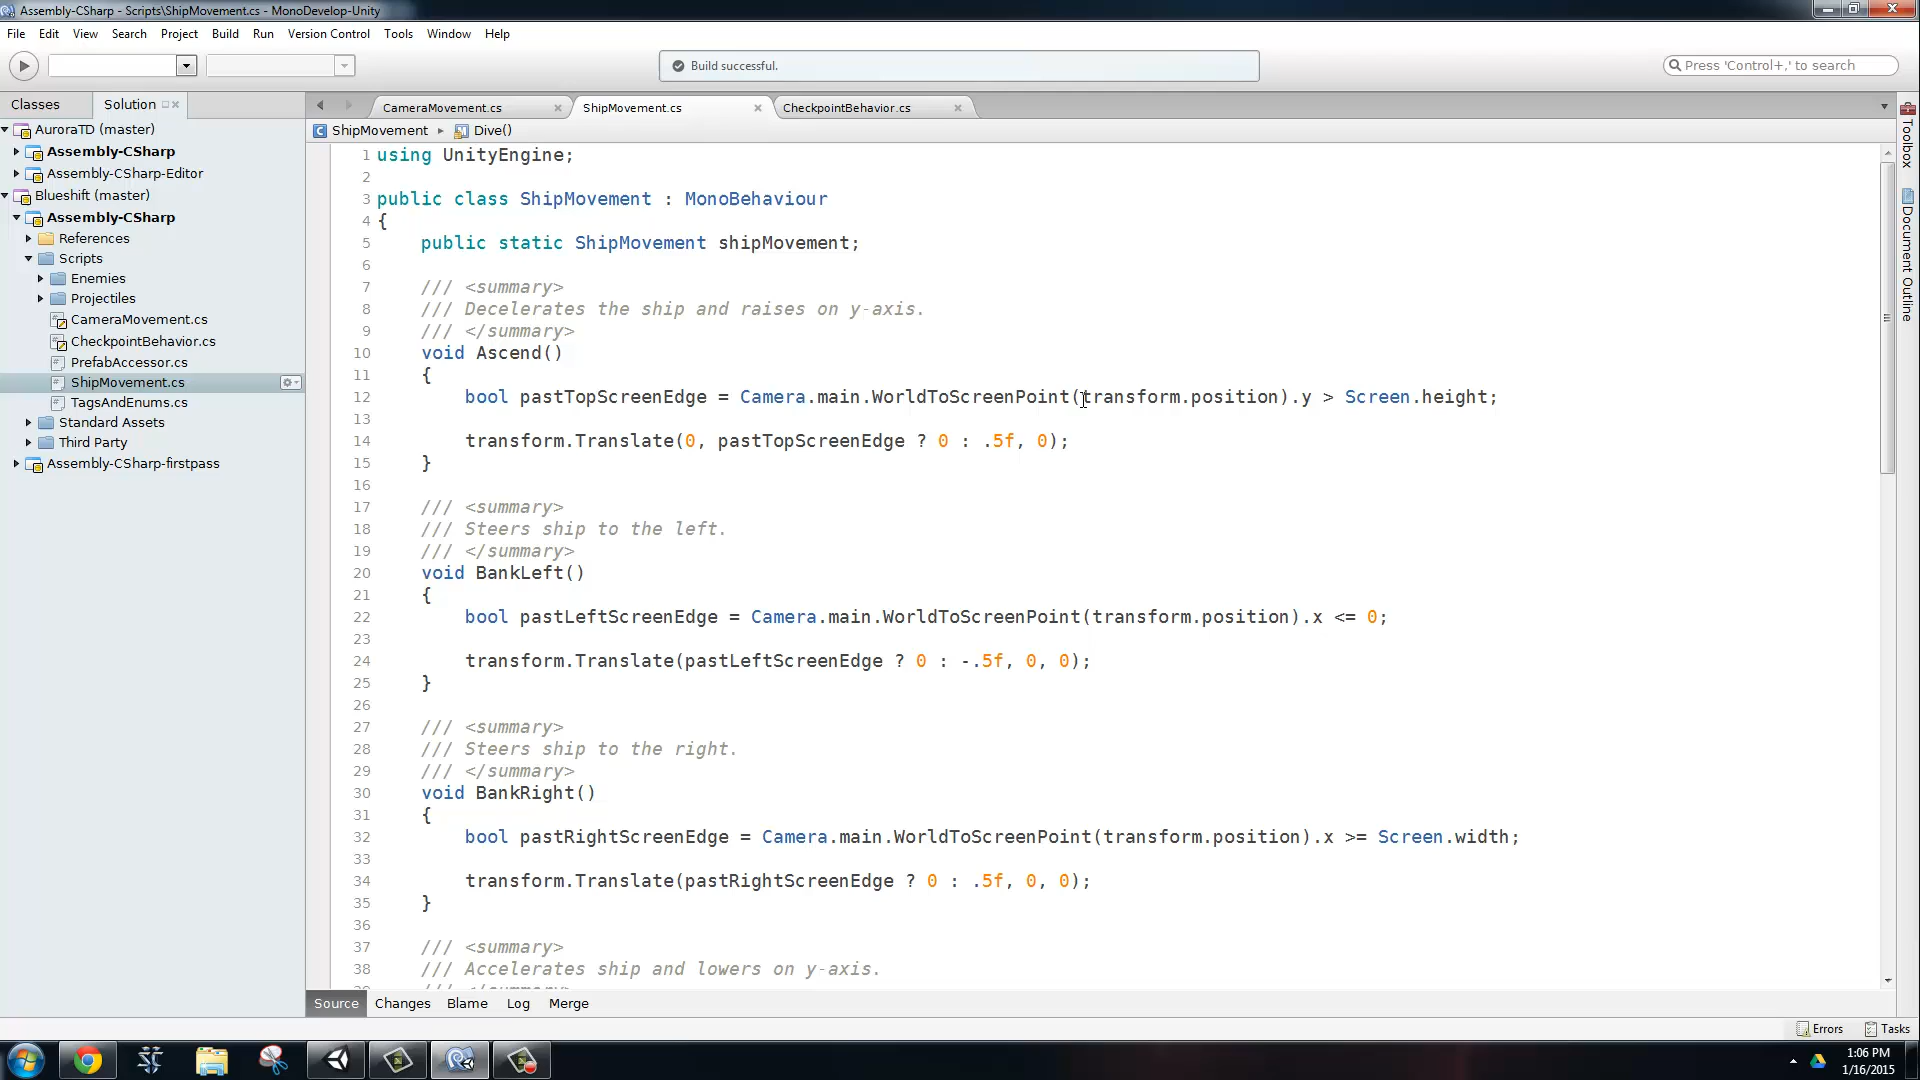 Assembly-CSharp - Scripts\ShipMovement.cs - MonoDevelop-Unity
File Edit View Search Project Build Run Version Control Tools Window Help
Build successful.
Press 'Control+,' to search
Classes Solution
CameraMovement.cs ShipMovement.cs CheckpointBehavior.cs
ShipMovement Dive()
AuroraTD (master)
Assembly-CSharp
Assembly-CSharp-Editor
Blueshift (master)
Assembly-CSharp
References
Scripts
Enemies
Projectiles
CameraMovement.cs
CheckpointBehavior.cs
PrefabAccessor.cs
ShipMovement.cs
TagsAndEnums.cs
Standard Assets
Third Party
Assembly-CSharp-firstpass
1 using UnityEngine;
2
3 public class ShipMovement : MonoBehaviour
4 {
5 public static ShipMovement shipMovement;
6
7 /// <summary>
8 /// Decelerates the ship and raises on y-axis.
9 /// </summary>
10 void Ascend()
11 {
12 bool pastTopScreenEdge = Camera.main.WorldToScreenPoint(transform.position).y > Screen.height;
13
14 transform.Translate(0, pastTopScreenEdge ? 0 : .5f, 0);
15 }
16
17 /// <summary>
18 /// Steers ship to the left.
19 /// </summary>
20 void BankLeft()
21 {
22 bool pastLeftScreenEdge = Camera.main.WorldToScreenPoint(transform.position).x <= 0;
23
24 transform.Translate(pastLeftScreenEdge ? 0 : -.5f, 0, 0);
25 }
26
27 /// <summary>
28 /// Steers ship to the right.
29 /// </summary>
30 void BankRight()
31 {
32 bool pastRightScreenEdge = Camera.main.WorldToScreenPoint(transform.position).x >= Screen.width;
33
34 transform.Translate(pastRightScreenEdge ? 0 : .5f, 0, 0);
35 }
36
37 /// <summary>
38 /// Accelerates ship and lowers on y-axis.
Toolbox
Document Outline
Source Changes Blame Log Merge
Errors Tasks
1:06 PM
1/16/2015